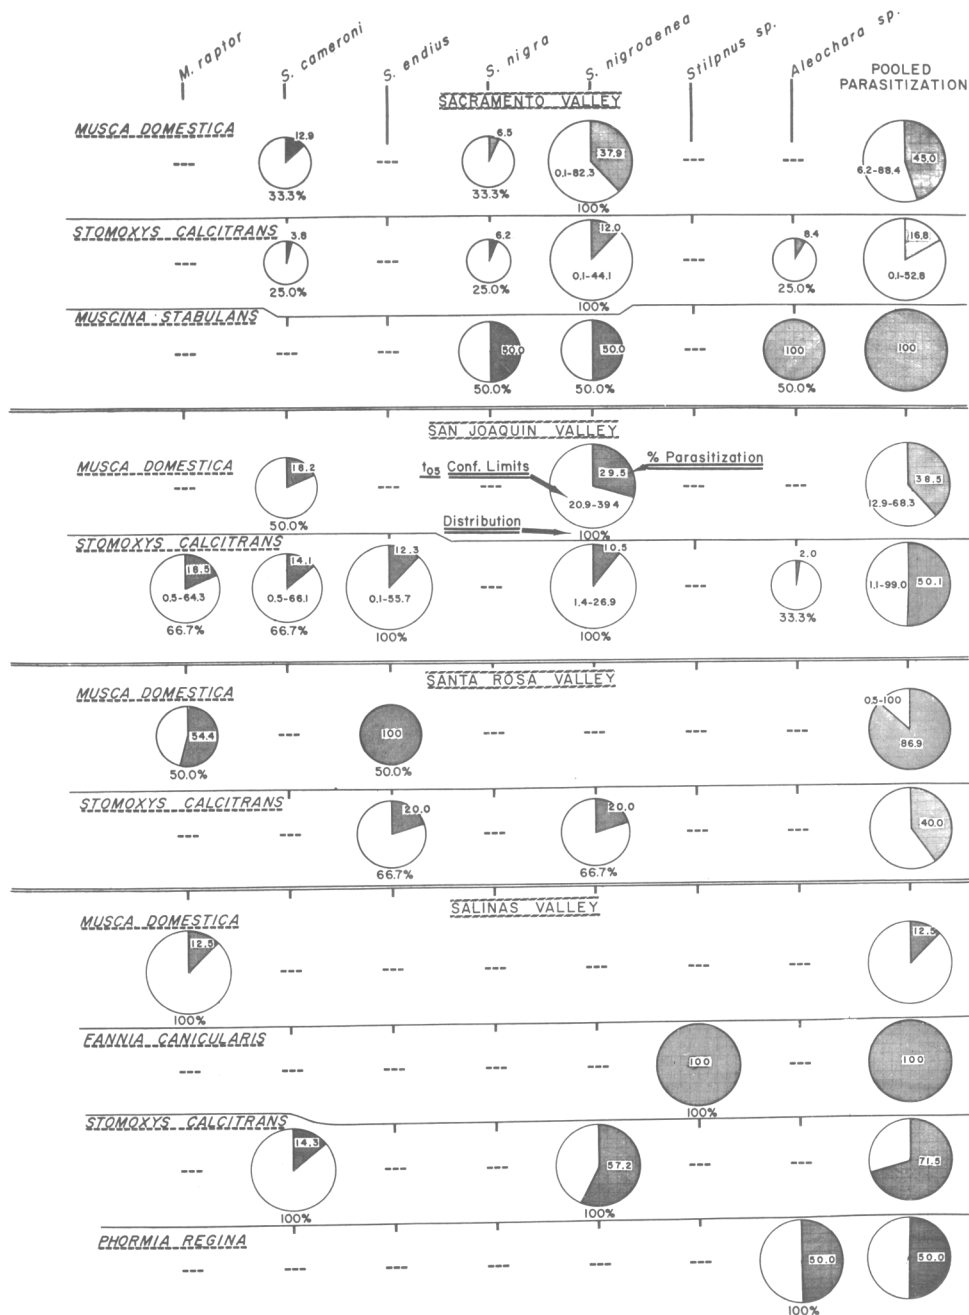 M. raptor S. cameroni S. endius S. nigra S. nigroaenea Stilpnus sp. Aleochara sp. POOLED PARASITIZATION
SACRAMENTO VALLEY
MUSCA DOMESTICA
--- 12.9 --- 6.5 37.9 --- --- 45.0
0.1-82.3 6.2-88.4
33.3% 33.3% 100%
STOMOXYS CALCITRANS
--- 3.8 --- 6.2 12.0 --- 8.4 16.8
0.1-44.1 0.1-52.8
25.0% 25.0% 100% 25.0%
MUSCINA STABULANS
--- --- --- 50.0 50.0 --- 100 100
50.0% 50.0% 50.0%
SAN JOAQUIN VALLEY
MUSCA DOMESTICA
--- 18.2 --- --- 29.5 --- --- 38.5
t05 Conf. Limits % Parasitization
20.9-39.4 12.9-68.3
50.0% Distribution 100%
STOMOXYS CALCITRANS
18.5 14.1 12.3 --- 10.5 --- 2.0 50.1
0.5-64.3 0.5-66.1 0.1-55.7 1.4-26.9 1.1-99.0
66.7% 66.7% 100% 100% 33.3%
SANTA ROSA VALLEY
MUSCA DOMESTICA
54.4 --- 100 --- --- --- --- 0.5-100
86.9
50.0% 50.0%
STOMOXYS CALCITRANS
--- --- 20.0 --- 20.0 --- --- 40.0
66.7% 66.7%
SALINAS VALLEY
MUSCA DOMESTICA
12.5 --- --- --- --- --- --- 12.5
100%
FANNIA CANICULARIS
--- --- --- --- --- 100 --- 100
100%
STOMOXYS CALCITRANS
--- 14.3 --- --- 57.2 --- --- 71.5
100% 100%
PHORMIA REGINA
--- --- --- --- --- --- 50.0 50.0
100%